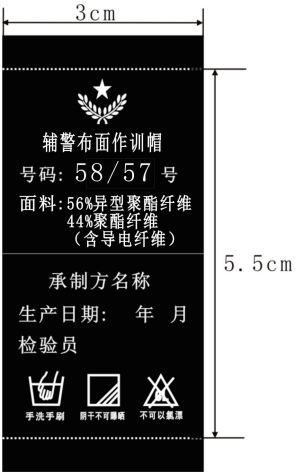 3cm
辅警布面作训帽
号码: 58/57 号
面料: 56%异型聚酯纤维
44%聚酯纤维
（含导电纤维）
5.5cm
承制方名称
生产日期: 年 月
检验员
手洗手刷 阴干不可曝晒 不可以氯漂